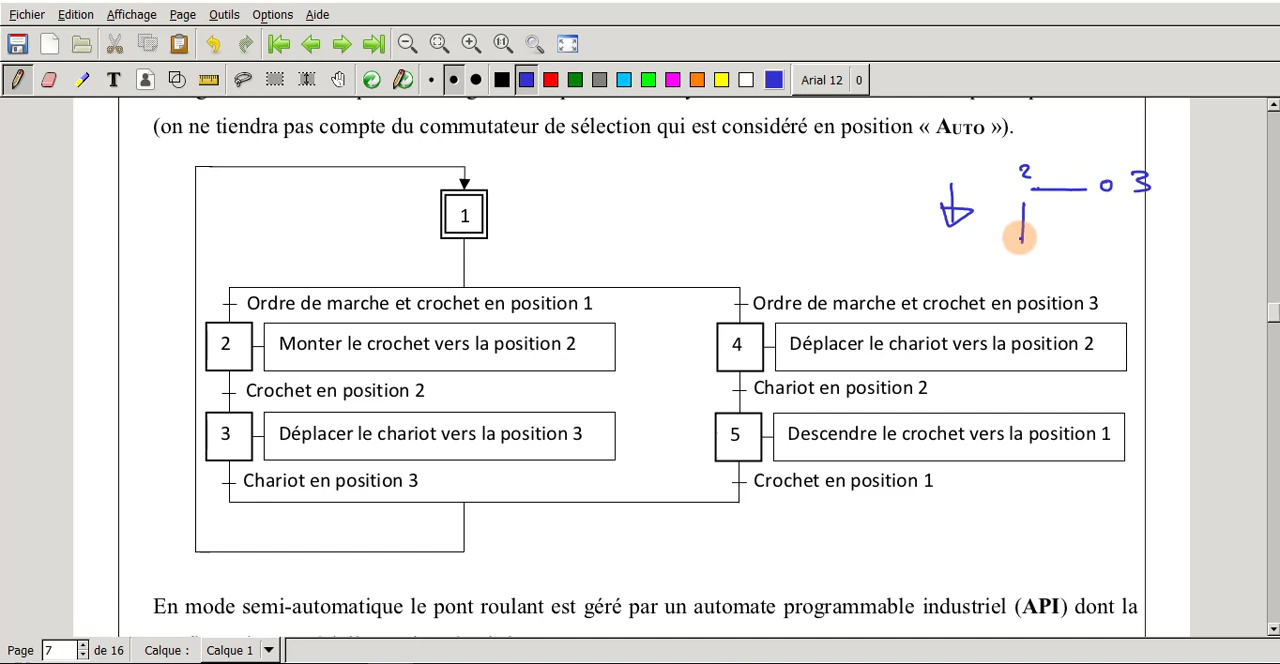 Fichier Edition Affichage Page Outils Options Aide
Arial 12 0
(on ne tiendra pas compte du commutateur de sélection qui est considéré en position « AUTO »).
2
3
1
Ordre de marche et crochet en position 1
Ordre de marche et crochet en position 3
2 Monter le crochet vers la position 2
4 Déplacer le chariot vers la position 2
Crochet en position 2
Chariot en position 2
3 Déplacer le chariot vers la position 3
5 Descendre le crochet vers la position 1
Chariot en position 3
Crochet en position 1
En mode semi-automatique le pont roulant est géré par un automate programmable industriel (API) dont la
Page 7 de 16 Calque : Calque 1